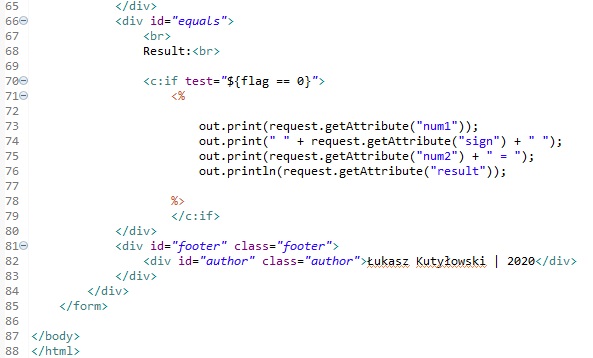 65             </div>
66             <div id="equals">
67                 <br>
68                 Result:<br>
69
70                 <c:if test="${flag == 0}">
71                     <%
72
73                         out.print(request.getAttribute("num1"));
74                         out.print(" " + request.getAttribute("sign") + " ");
75                         out.print(request.getAttribute("num2") + " = ");
76                         out.println(request.getAttribute("result"));
77
78                     %>
79                     </c:if>
80             </div>
81             <div id="footer" class="footer">
82                 <div id="author" class="author">Łukasz Kutyłowski | 2020</div>
83             </div>
84         </div>
85     </form>
86
87 </body>
88 </html>